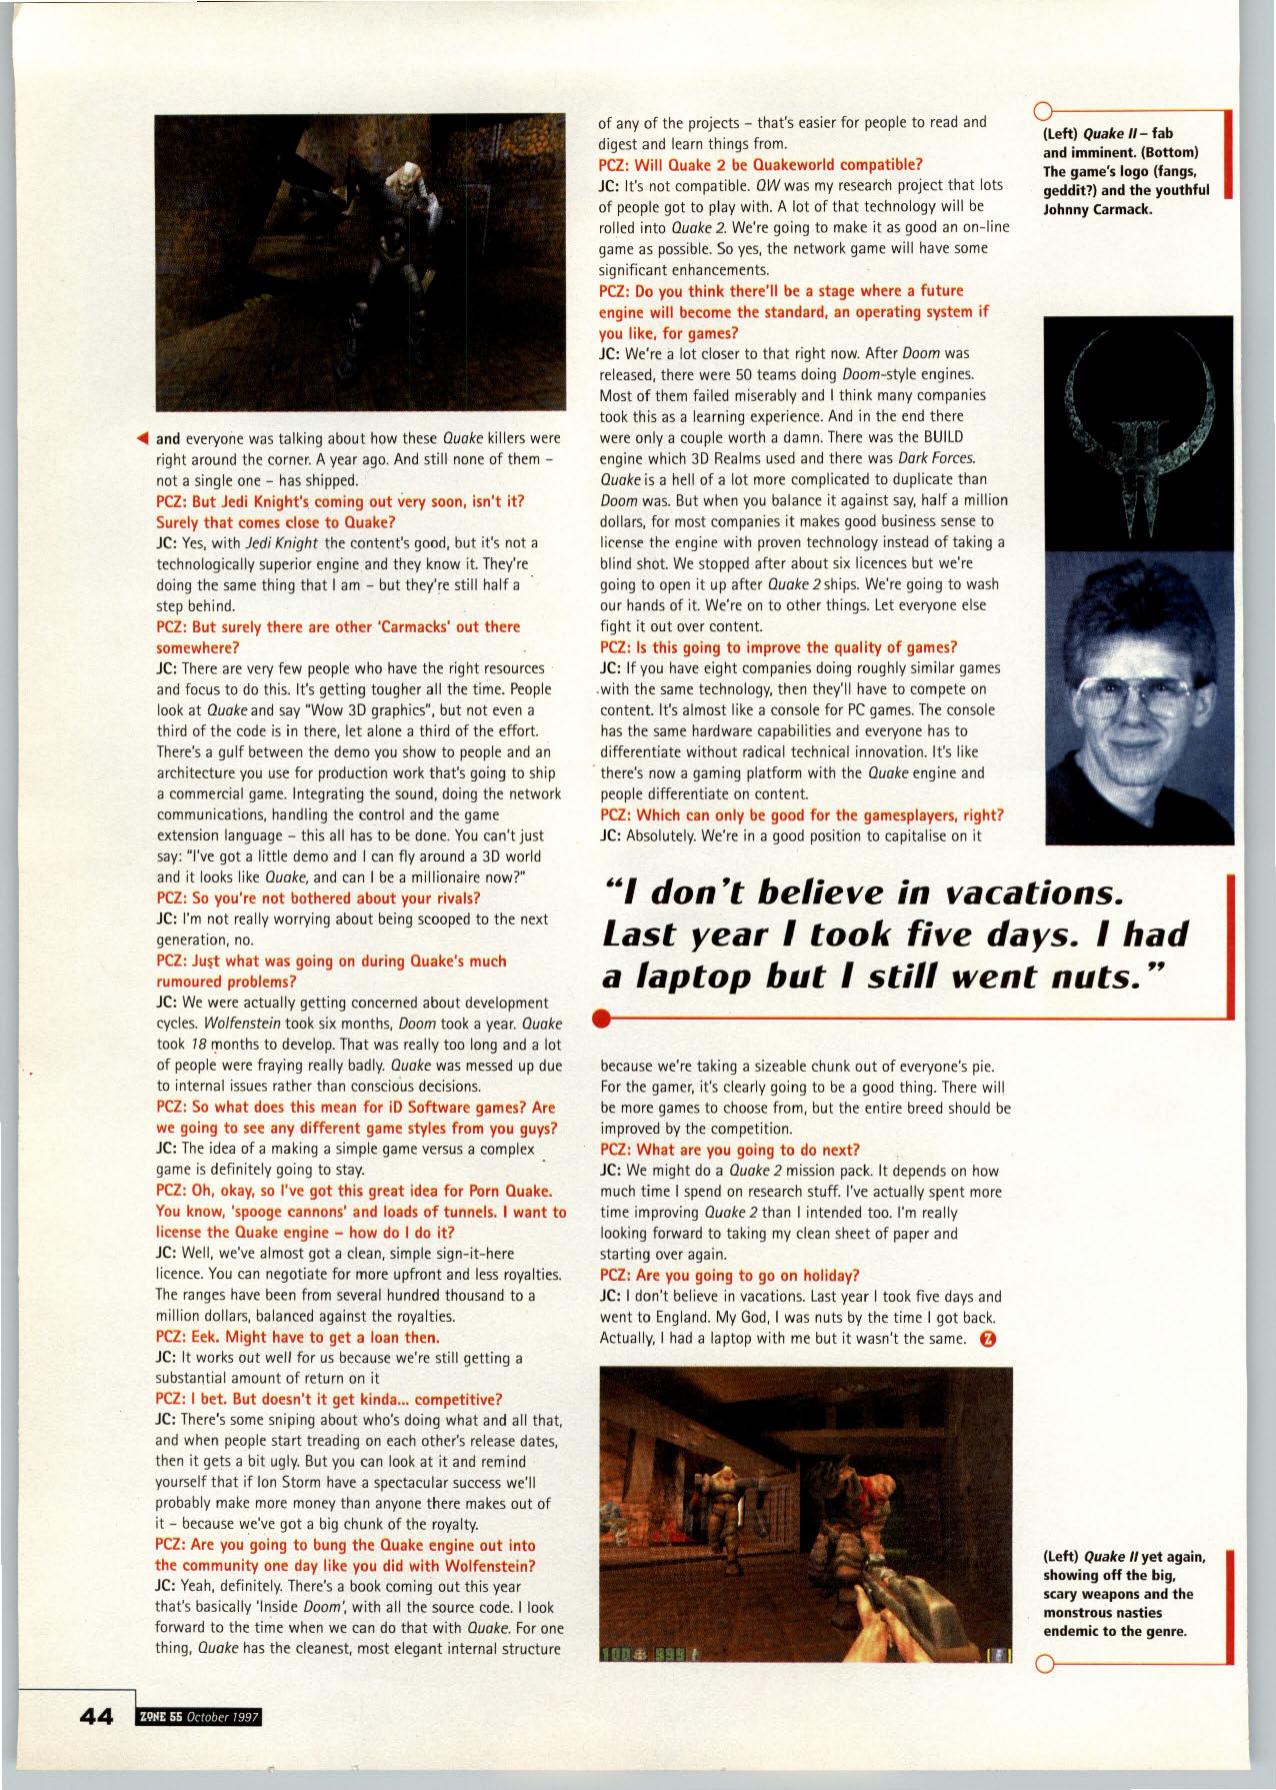 and everyone was talking about how these Quake killers were
right around the corner. A year ago. And still none of them –
not a single one – has shipped.
PCZ: But Jedi Knight's coming out very soon, isn't it?
Surely that comes close to Quake?
JC: Yes, with Jedi Knight the content's good, but it's not a
technologically superior engine and they know it. They're
doing the same thing that I am – but they're still half a
step behind.
PCZ: But surely there are other 'Carmacks' out there
somewhere?
JC: There are very few people who have the right resources
and focus to do this. It's getting tougher all the time. People
look at Quake and say "Wow 3D graphics", but not even a
third of the code is in there, let alone a third of the effort.
There's a gulf between the demo you show to people and an
architecture you use for production work that's going to ship
a commercial game. Integrating the sound, doing the network
communications, handling the control and the game
extension language – this all has to be done. You can't just
say: "I've got a little demo and I can fly around a 3D world
and it looks like Quake, and can I be a millionaire now?"
PCZ: So you're not bothered about your rivals?
JC: I'm not really worrying about being scooped to the next
generation, no.
PCZ: Just what was going on during Quake's much
rumoured problems?
JC: We were actually getting concerned about development
cycles. Wolfenstein took six months, Doom took a year. Quake
took 18 months to develop. That was really too long and a lot
of people were fraying really badly. Quake was messed up due
to internal issues rather than conscious decisions.
PCZ: So what does this mean for iD Software games? Are
we going to see any different game styles from you guys?
JC: The idea of a making a simple game versus a complex
game is definitely going to stay.
PCZ: Oh, okay, so I've got this great idea for Porn Quake.
You know, 'spooge cannons' and loads of tunnels. I want to
license the Quake engine – how do I do it?
JC: Well, we've almost got a clean, simple sign-it-here
licence. You can negotiate for more upfront and less royalties.
The ranges have been from several hundred thousand to a
million dollars, balanced against the royalties.
PCZ: Eek. Might have to get a loan then.
JC: It works out well for us because we're still getting a
substantial amount of return on it
PCZ: I bet. But doesn't it get kinda... competitive?
JC: There's some sniping about who's doing what and all that,
and when people start treading on each other's release dates,
then it gets a bit ugly. But you can look at it and remind
yourself that if Ion Storm have a spectacular success we'll
probably make more money than anyone there makes out of
it – because we've got a big chunk of the royalty.
PCZ: Are you going to bung the Quake engine out into
the community one day like you did with Wolfenstein?
JC: Yeah, definitely. There's a book coming out this year
that's basically 'Inside Doom', with all the source code. I look
forward to the time when we can do that with Quake. For one
thing, Quake has the cleanest, most elegant internal structure
of any of the projects – that's easier for people to read and
digest and learn things from.
PCZ: Will Quake 2 be Quakeworld compatible?
JC: It's not compatible. QW was my research project that lots
of people got to play with. A lot of that technology will be
rolled into Quake 2. We're going to make it as good an on-line
game as possible. So yes, the network game will have some
significant enhancements.
PCZ: Do you think there'll be a stage where a future
engine will become the standard, an operating system if
you like, for games?
JC: We're a lot closer to that right now. After Doom was
released, there were 50 teams doing Doom-style engines.
Most of them failed miserably and I think many companies
took this as a learning experience. And in the end there
were only a couple worth a damn. There was the BUILD
engine which 3D Realms used and there was Dark Forces.
Quake is a hell of a lot more complicated to duplicate than
Doom was. But when you balance it against say, half a million
dollars, for most companies it makes good business sense to
license the engine with proven technology instead of taking a
blind shot. We stopped after about six licences but we're
going to open it up after Quake 2 ships. We're going to wash
our hands of it. We're on to other things. Let everyone else
fight it out over content.
PCZ: Is this going to improve the quality of games?
JC: If you have eight companies doing roughly similar games
with the same technology, then they'll have to compete on
content. It's almost like a console for PC games. The console
has the same hardware capabilities and everyone has to
differentiate without radical technical innovation. It's like
there's now a gaming platform with the Quake engine and
people differentiate on content.
PCZ: Which can only be good for the gamesplayers, right?
JC: Absolutely. We're in a good position to capitalise on it
"I don't believe in vacations.
Last year I took five days. I had
a laptop but I still went nuts."
because we're taking a sizeable chunk out of everyone's pie.
For the gamer, it's clearly going to be a good thing. There will
be more games to choose from, but the entire breed should be
improved by the competition.
PCZ: What are you going to do next?
JC: We might do a Quake 2 mission pack. It depends on how
much time I spend on research stuff. I've actually spent more
time improving Quake 2 than I intended too. I'm really
looking forward to taking my clean sheet of paper and
starting over again.
PCZ: Are you going to go on holiday?
JC: I don't believe in vacations. Last year I took five days and
went to England. My God, I was nuts by the time I got back.
Actually, I had a laptop with me but it wasn't the same. Z
(Left) Quake II – fab
and imminent. (Bottom)
The game's logo (fangs,
geddit?) and the youthful
Johnny Carmack.
100 999
(Left) Quake II yet again,
showing off the big,
scary weapons and the
monstrous nasties
endemic to the genre.
44 ZONE 55 October 1997